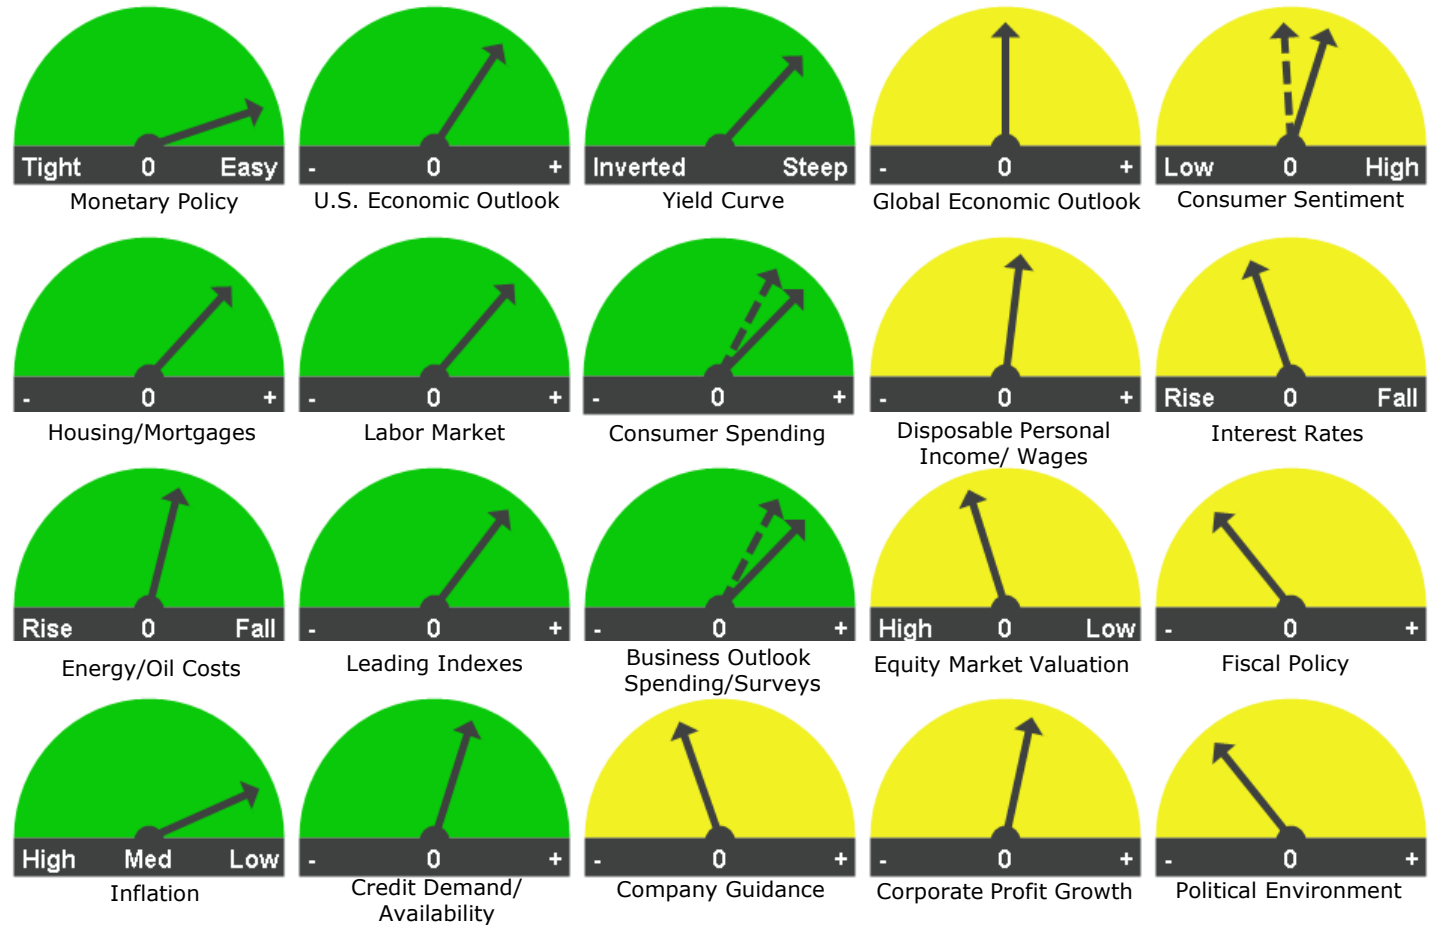 Tight 0 Easy
Monetary Policy
- 0 +
U.S. Economic Outlook
Inverted Steep
Yield Curve
- 0 +
Global Economic Outlook
Low 0 High
Consumer Sentiment
- 0 +
Housing/Mortgages
- 0 +
Labor Market
- 0 +
Consumer Spending
- 0 +
Disposable Personal
Income/ Wages
Rise 0 Fall
Interest Rates
Rise 0 Fall
Energy/Oil Costs
- 0 +
Leading Indexes
- 0 +
Business Outlook
Spending/Surveys
High 0 Low
Equity Market Valuation
- 0 +
Fiscal Policy
High Med Low
Inflation
- 0 +
Credit Demand/
Availability
- 0 +
Company Guidance
- 0 +
Corporate Profit Growth
- 0 +
Political Environment